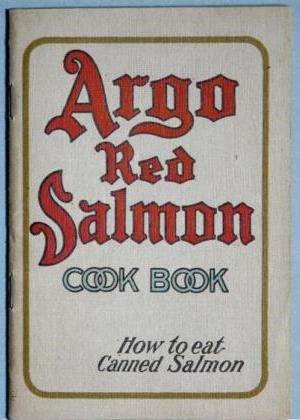 Argo
Red
Salmon
COOK BOOK
How to eat
Canned Salmon